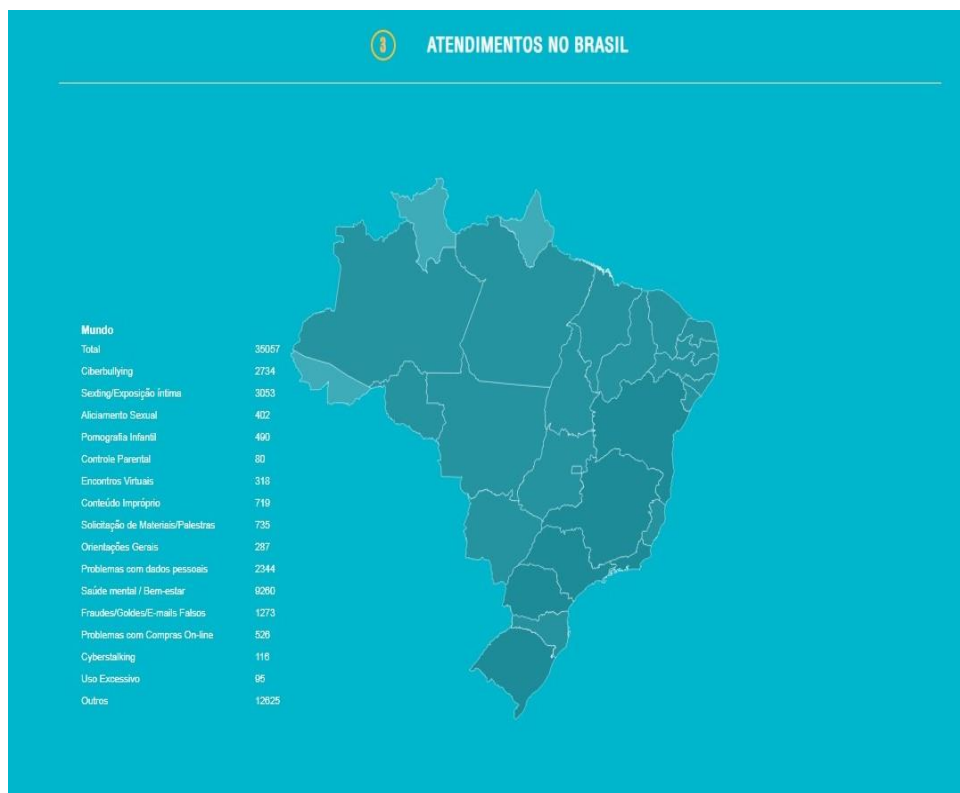 3 ATENDIMENTOS NO BRASIL
Mundo
Total 35057
Ciberbullying 2734
Sexting/Exposição íntima 3053
Aliciamento Sexual 402
Pornografia Infantil 490
Controle Parental 80
Encontros Virtuais 318
Conteúdo Impróprio 719
Solicitação de Materiais/Palestras 735
Orientações Gerais 287
Problemas com dados pessoais 2344
Saúde mental / Bem-estar 9260
Fraudes/Goldes/E-mails Falsos 1273
Problemas com Compras On-line 526
Cyberstalking 116
Uso Excessivo 95
Outros 12625